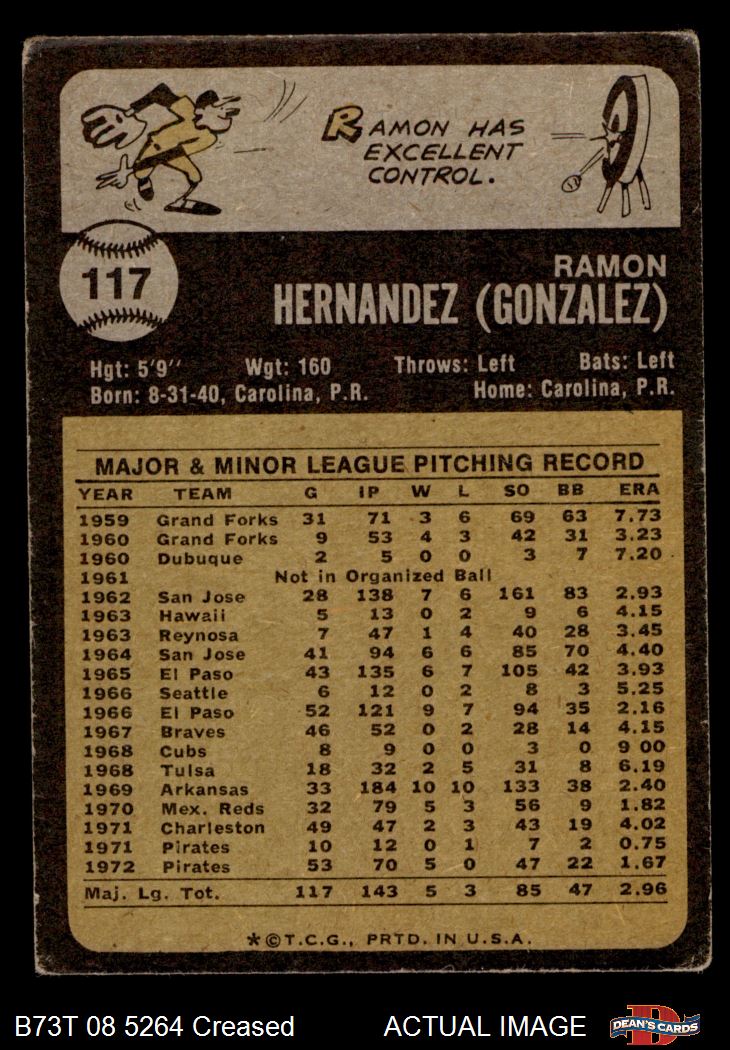 RAMON HAS
EXCELLENT
CONTROL.
117
RAMON
HERNANDEZ (GONZALEZ)
Hgt: 5'9" Wgt: 160 Throws: Left Bats: Left
Born: 8-31-40, Carolina, P.R. Home: Carolina, P.R.
MAJOR & MINOR LEAGUE PITCHING RECORD
YEAR TEAM G IP W L SO BB ERA
1959 Grand Forks 31 71 3 6 69 63 7.73
1960 Grand Forks 9 53 4 3 42 31 3.23
1960 Dubuque 2 5 0 0 3 7 7.20
1961 Not in Organized Ball
1962 San Jose 28 138 7 6 161 83 2.93
1963 Hawaii 5 13 0 2 9 6 4.15
1963 Reynosa 7 47 1 4 40 28 3.45
1964 San Jose 41 94 6 6 85 70 4.40
1965 El Paso 43 135 6 7 105 42 3.93
1966 Seattle 6 12 0 2 8 3 5.25
1966 El Paso 52 121 9 7 94 35 2.16
1967 Braves 46 52 0 2 28 14 4.15
1968 Cubs 8 9 0 0 3 0 9 00
1968 Tulsa 18 32 2 5 31 8 6.19
1969 Arkansas 33 184 10 10 133 38 2.40
1970 Mex. Reds 32 79 5 3 56 9 1.82
1971 Charleston 49 47 2 3 43 19 4.02
1971 Pirates 10 12 0 1 7 2 0.75
1972 Pirates 53 70 5 0 47 22 1.67
Maj. Lg. Tot. 117 143 5 3 85 47 2.96
*©T.C.G., PRTD. IN U.S.A.
B73T 08 5264 Creased ACTUAL IMAGE D DEAN'S CARDS